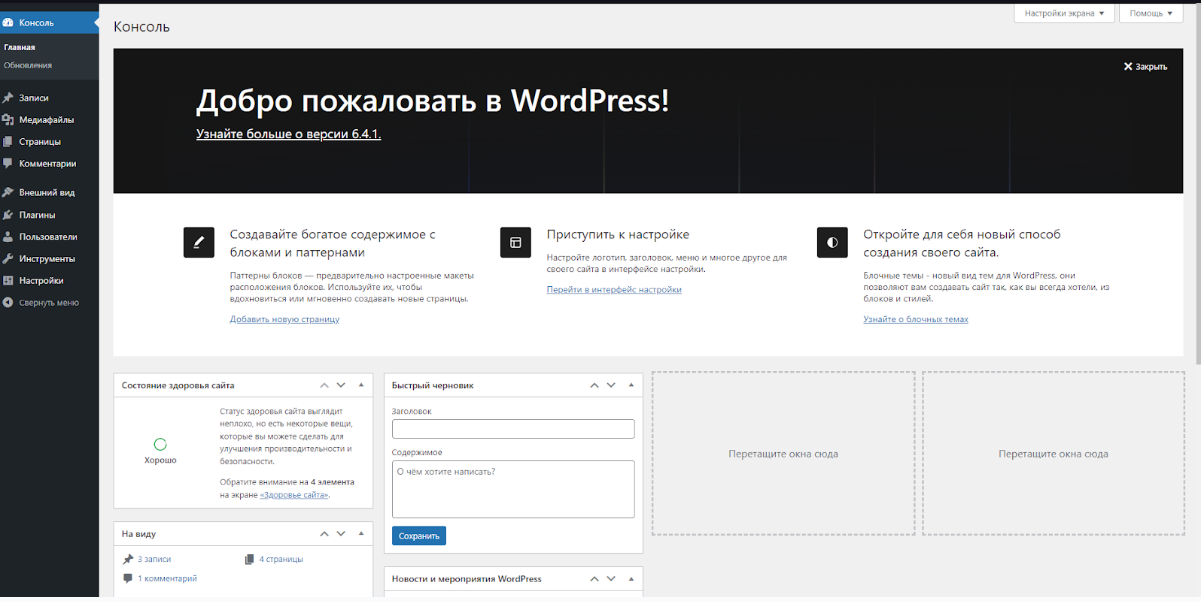 Консоль
Главная
Обновления
Записи
Медиафайлы
Страницы
Комментарии
Внешний вид
Плагины
Пользователи
Инструменты
Настройки
Свернуть меню
Настройки экрана
Помощь
Консоль
Закрыть
Добро пожаловать в WordPress!
Узнайте больше о версии 6.4.1.
Создавайте богатое содержимое с
блоками и паттернами
Паттерны блоков — предварительно настроенные макеты
расположения блоков. Используйте их, чтобы
вдохновиться или мгновенно создавать новые страницы.
Добавить новую страницу
Приступить к настройке
Настройте логотип, заголовок, меню и многое другое для
своего сайта в интерфейсе настройки.
Перейти в интерфейс настройки
Откройте для себя новый способ
создания своего сайта.
Блочные темы - новый вид тем для WordPress, они
позволяют вам создавать сайт так, как вы всегда хотели, из
блоков и стилей.
Узнайте о блочных темах
Состояние здоровья сайта
Хорошо
Статус здоровья сайта выглядит
неплохо, но есть некоторые вещи,
которые вы можете сделать для
улучшения производительности и
безопасности.
Обратите внимание на 4 элемента
на экране «Здоровье сайта».
На виду
3 записи
4 страницы
1 комментарий
Быстрый черновик
Заголовок
Содержимое
О чём хотите написать?
Сохранить
Новости и мероприятия WordPress
Перетащите окна сюда
Перетащите окна сюда